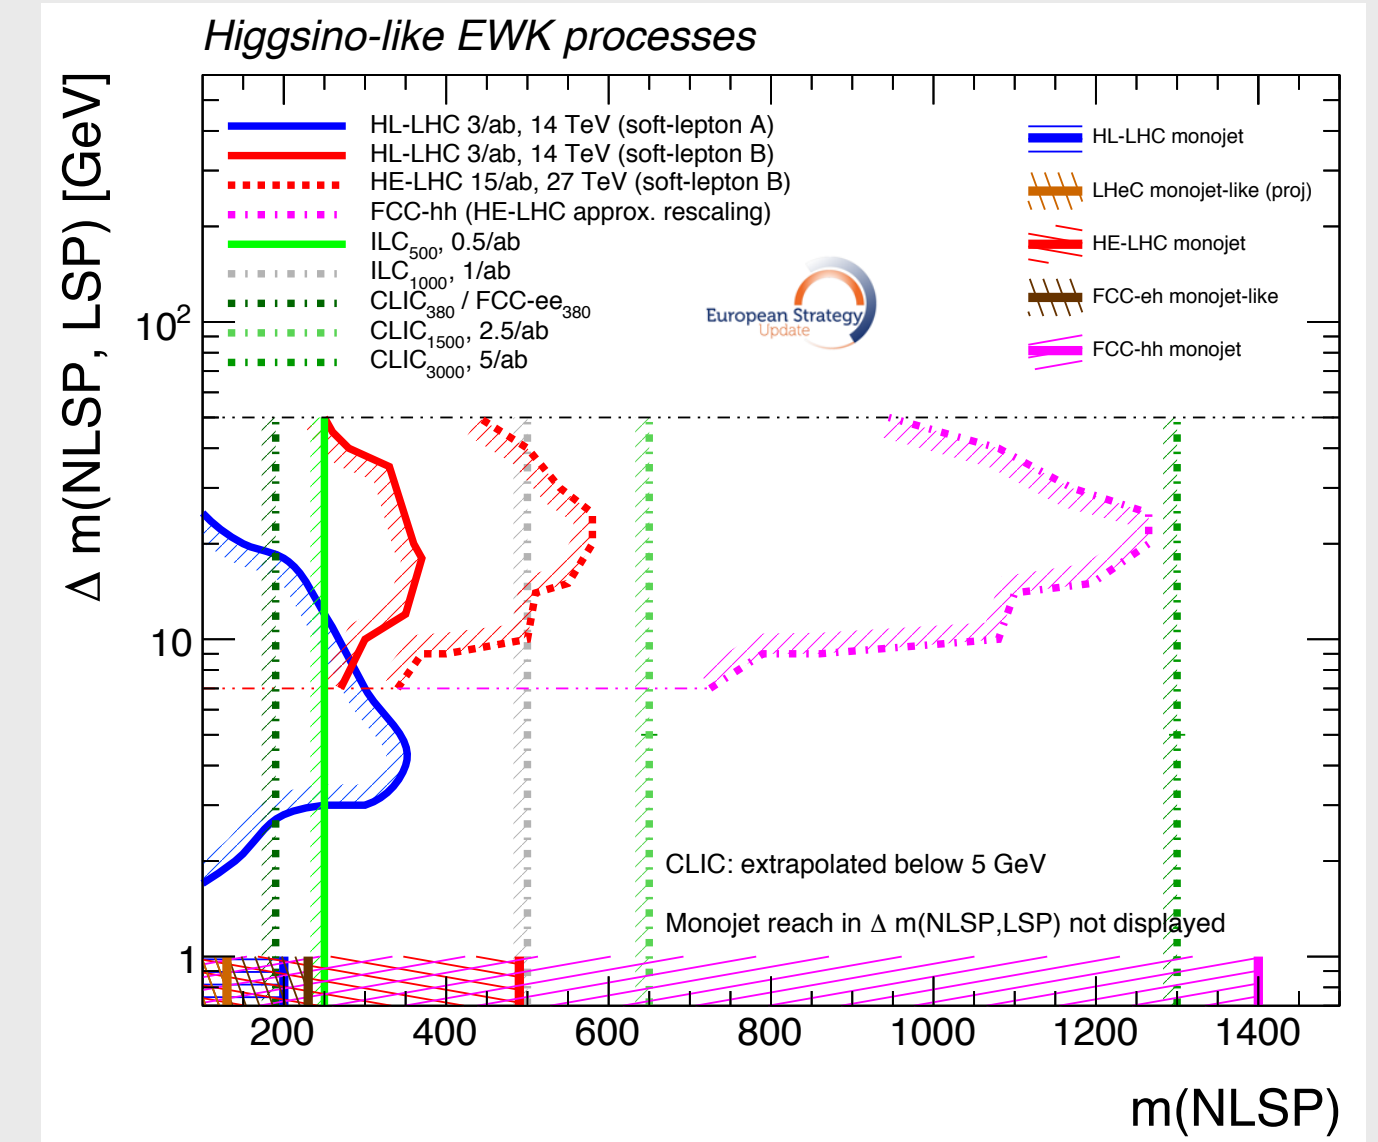 Higgsino-like EWK processes
Δ m(NLSP, LSP) [GeV]
HL-LHC 3/ab, 14 TeV (soft-lepton A)
HL-LHC 3/ab, 14 TeV (soft-lepton B)
HE-LHC 15/ab, 27 TeV (soft-lepton B)
FCC-hh (HE-LHC approx. rescaling)
ILC500, 0.5/ab
ILC1000, 1/ab
CLIC380 / FCC-ee380
CLIC1500, 2.5/ab
CLIC3000, 5/ab
HL-LHC monojet
LHeC monojet-like (proj)
HE-LHC monojet
FCC-eh monojet-like
FCC-hh monojet
European Strategy
Update
10²
10
1
CLIC: extrapolated below 5 GeV
Monojet reach in Δ m(NLSP,LSP) not displayed
200 400 600 800 1000 1200 1400
m(NLSP)